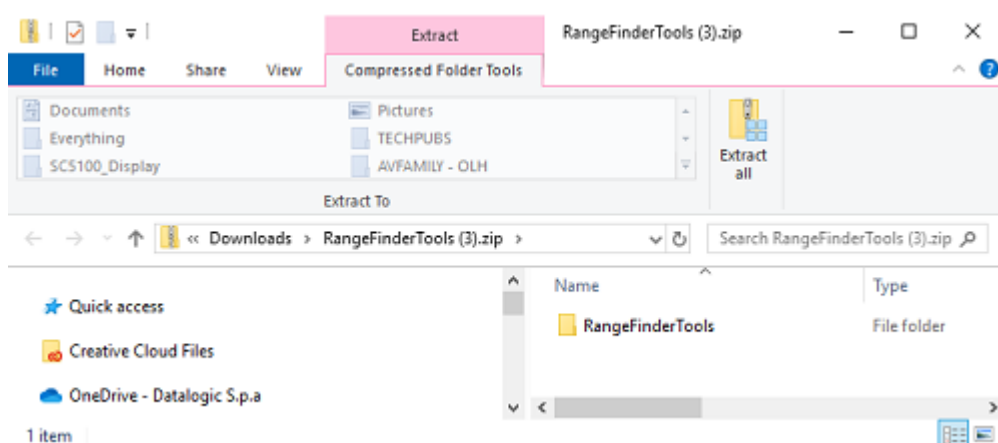 Extract
RangeFinderTools (3).zip
File Home Share View Compressed Folder Tools
Documents Pictures
Everything TECHPUBS
SC5100_Display AVFAMILY - OLH
Extract
all
Extract To
« Downloads > RangeFinderTools (3).zip >
Search RangeFinderTools (3).zip
Name Type
Quick access
RangeFinderTools File folder
Creative Cloud Files
OneDrive - Datalogic S.p.a
1 item